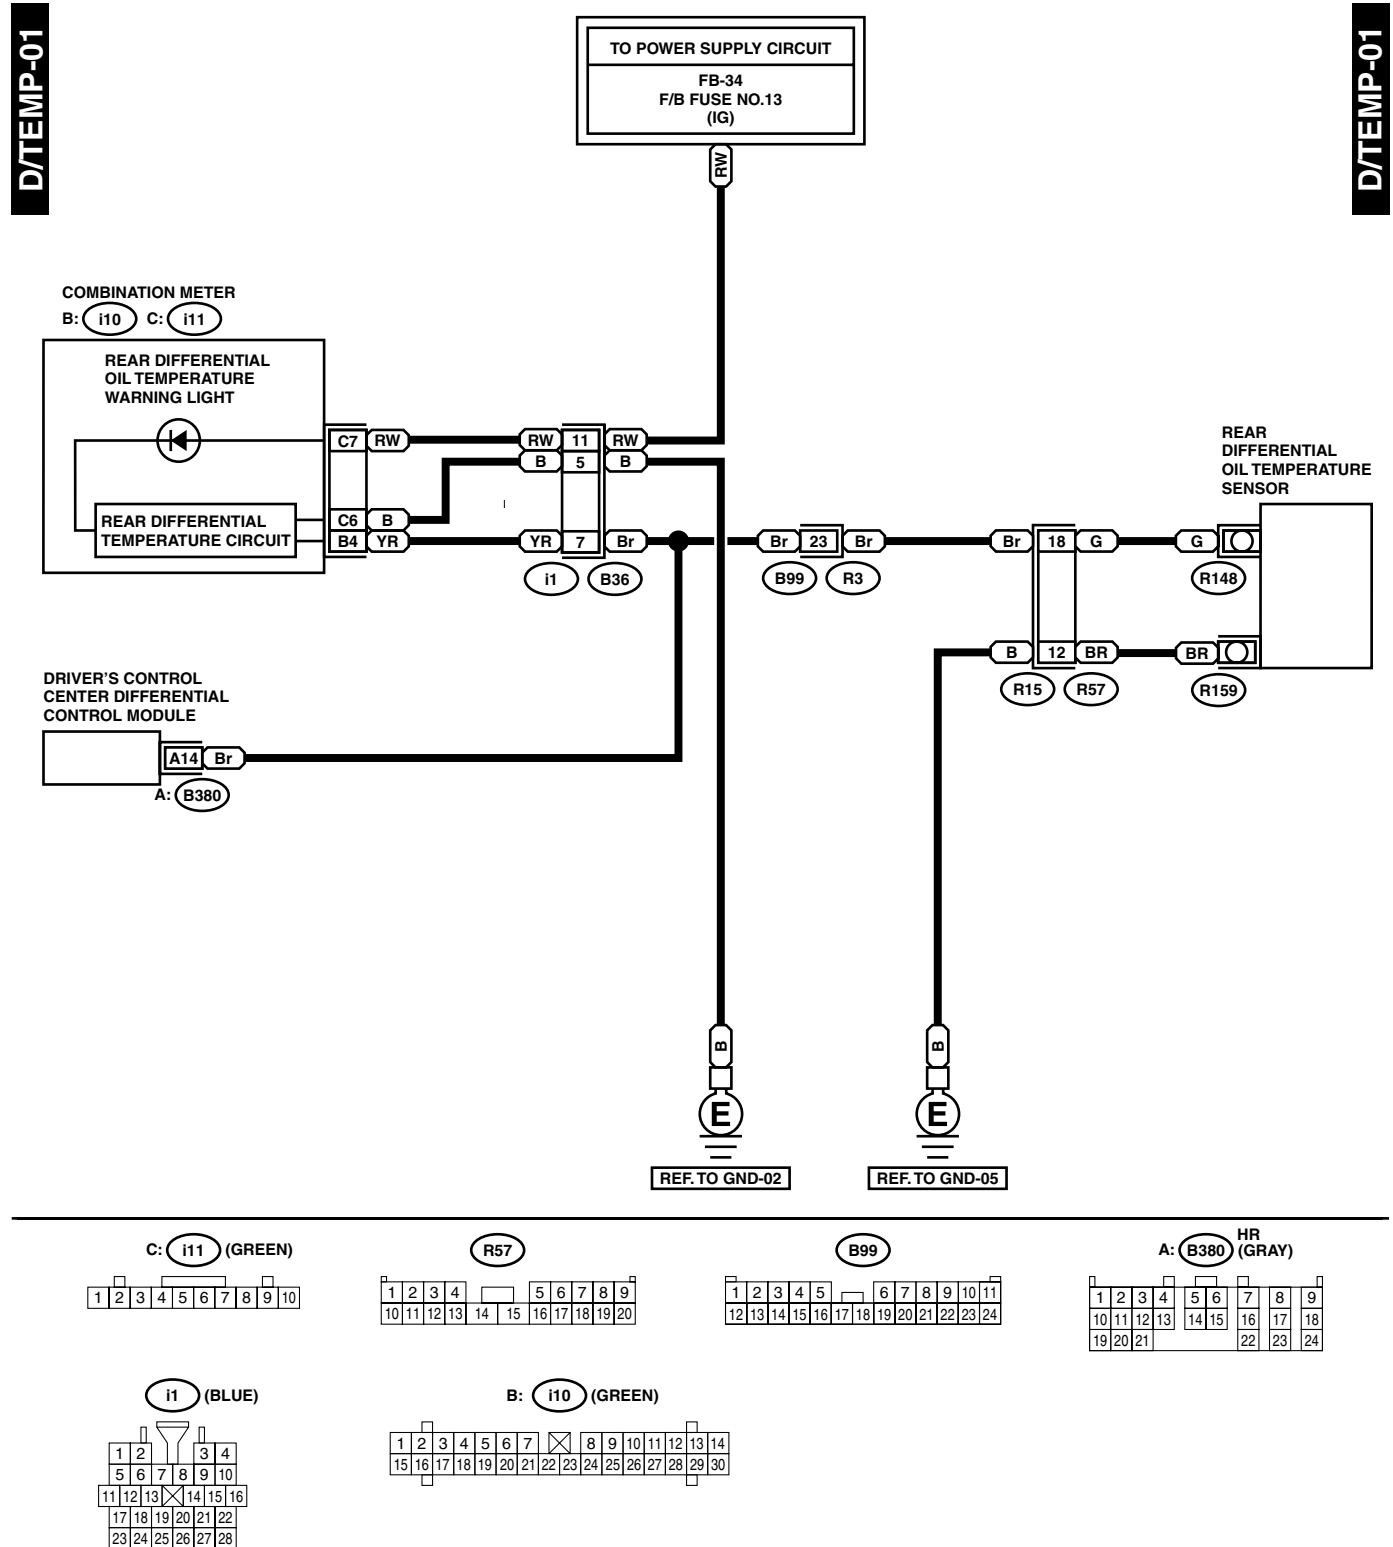 D/TEMP-01
D/TEMP-01
TO POWER SUPPLY CIRCUIT
FB-34
F/B FUSE NO.13
(IG)
RW
COMBINATION METER
B: i10 C: i11
REAR DIFFERENTIAL
OIL TEMPERATURE
WARNING LIGHT
C7 RW RW 11 RW
B 5 B
REAR DIFFERENTIAL
TEMPERATURE CIRCUIT
C6 B
B4 YR YR 7 Br Br 23 Br Br 18 G G
i1 B36 B99 R3 R148
REAR
DIFFERENTIAL
OIL TEMPERATURE
SENSOR
B 12 BR BR
R15 R57 R159
DRIVER'S CONTROL
CENTER DIFFERENTIAL
CONTROL MODULE
A14 Br
A: B380
B B
E E
REF. TO GND-02 REF. TO GND-05
C: i11 (GREEN)
1 2 3 4 5 6 7 8 9 10
R57
1 2 3 4 5 6 7 8 9
10 11 12 13 14 15 16 17 18 19 20
B99
1 2 3 4 5 6 7 8 9 10 11
12 13 14 15 16 17 18 19 20 21 22 23 24
HR
A: B380 (GRAY)
1 2 3 4 5 6 7 8 9
10 11 12 13 14 15 16 17 18
19 20 21 22 23 24
i1 (BLUE)
1 2 3 4
5 6 7 8 9 10
11 12 13 14 15 16
17 18 19 20 21 22
23 24 25 26 27 28
B: i10 (GREEN)
1 2 3 4 5 6 7 8 9 10 11 12 13 14
15 16 17 18 19 20 21 22 23 24 25 26 27 28 29 30